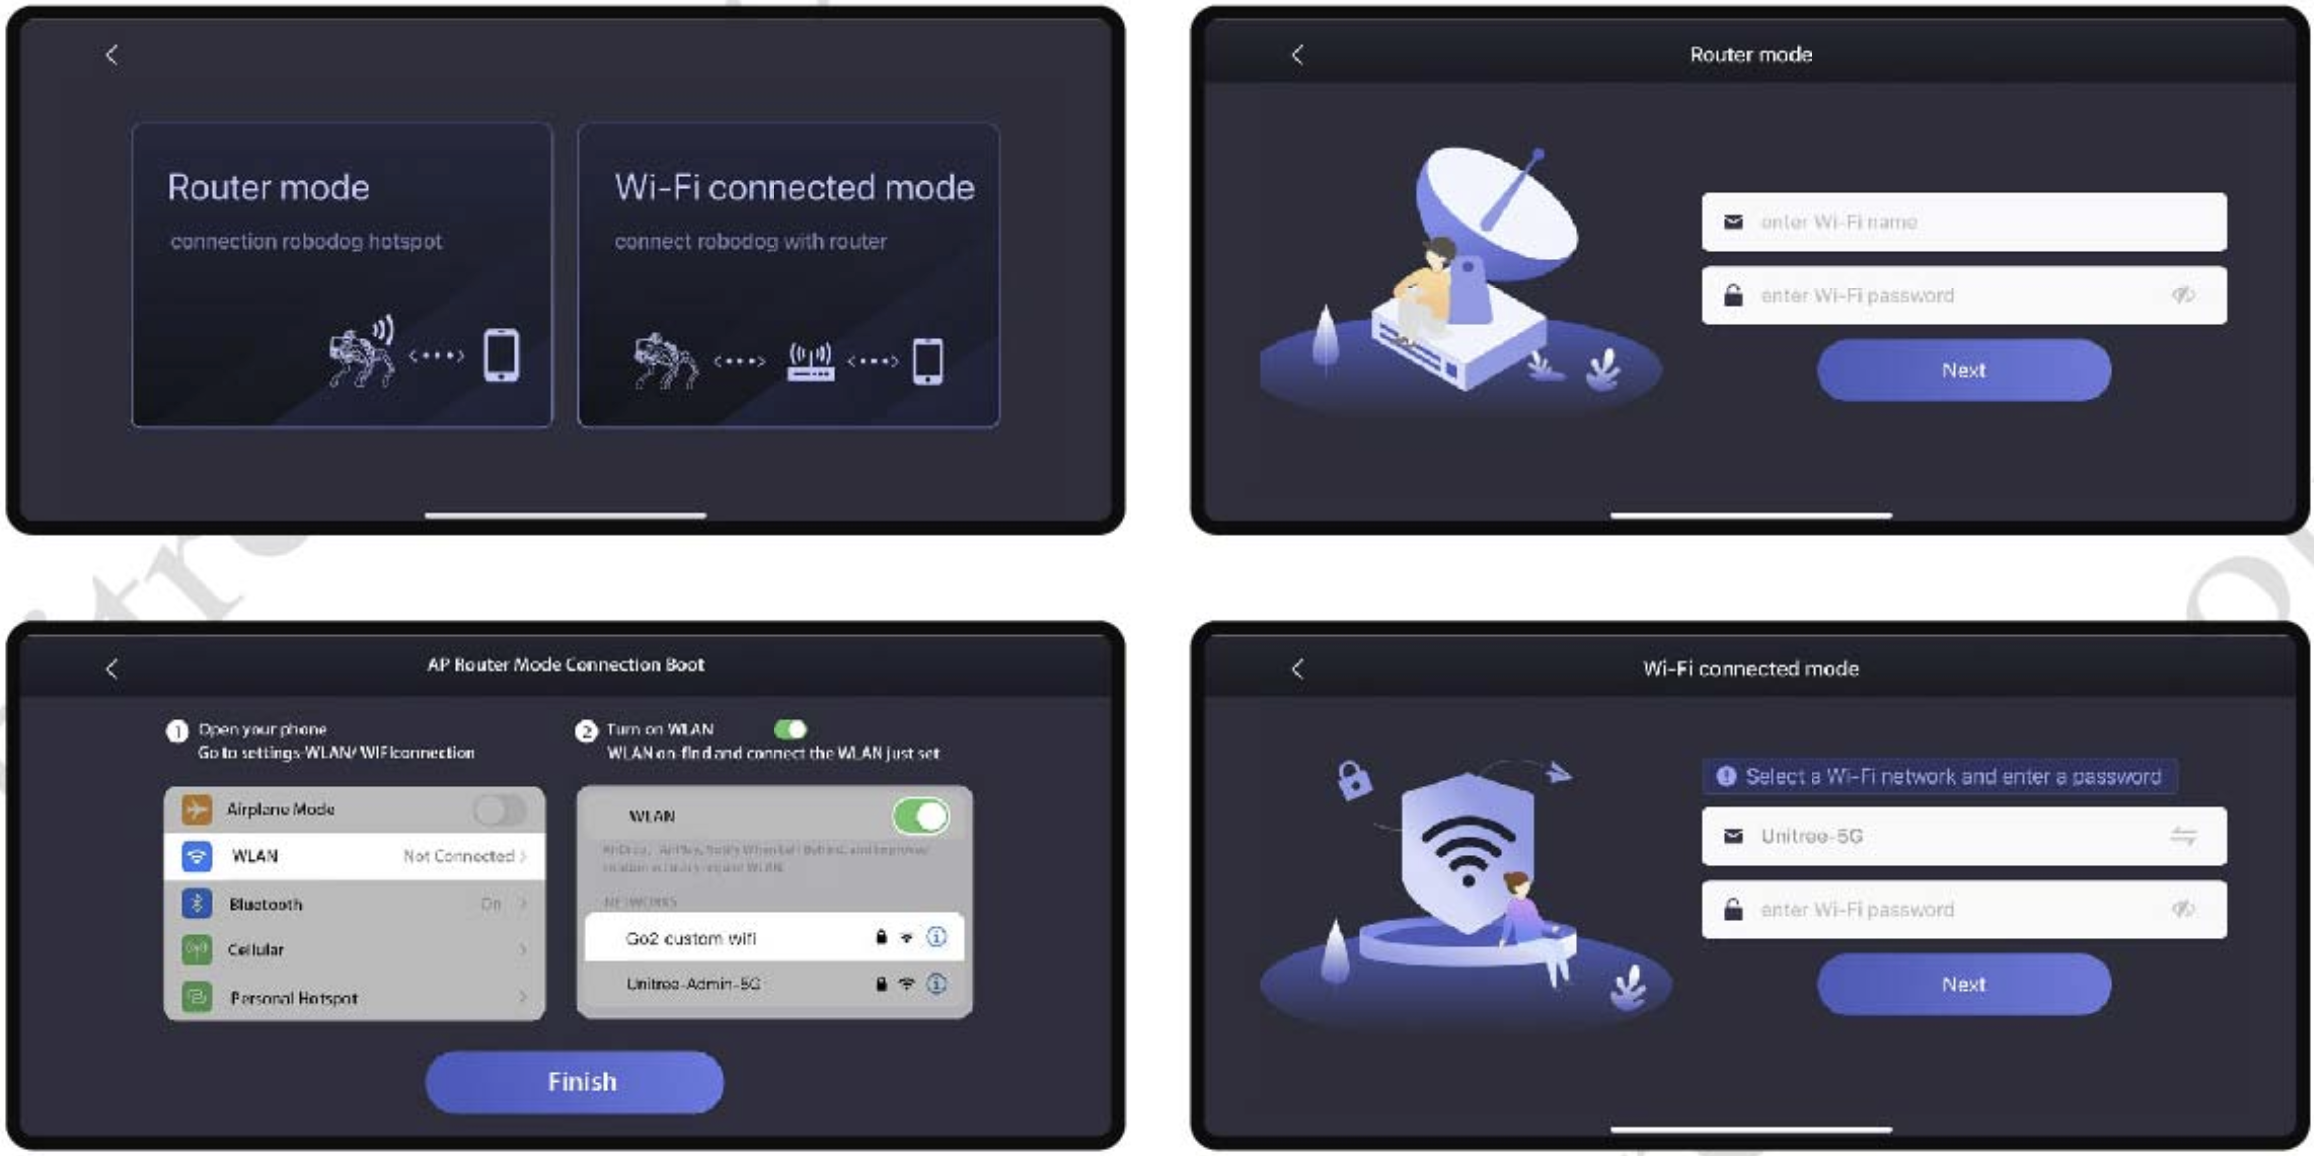 Router mode
connection robodog hotspot
Wi-Fi connected mode
connect robodog with router
Router mode
enter Wi-Fi name
enter Wi-Fi password
Next
AP Router Mode Connection Boot
1 Open your phone
Go to settings-WLAN/ WIFIconnection
Airplane Mode
WLAN Not Connected >
Bluetooth On >
Cellular >
Personal Hotspot >
2 Turn on WLAN
WLAN on-find and connect the WLAN just set
WLAN
NETWORKS
Go2 custom wifi
Unitree-Admin-5G
Finish
Wi-Fi connected mode
Select a Wi-Fi network and enter a password
Unitree-5G
enter Wi-Fi password
Next